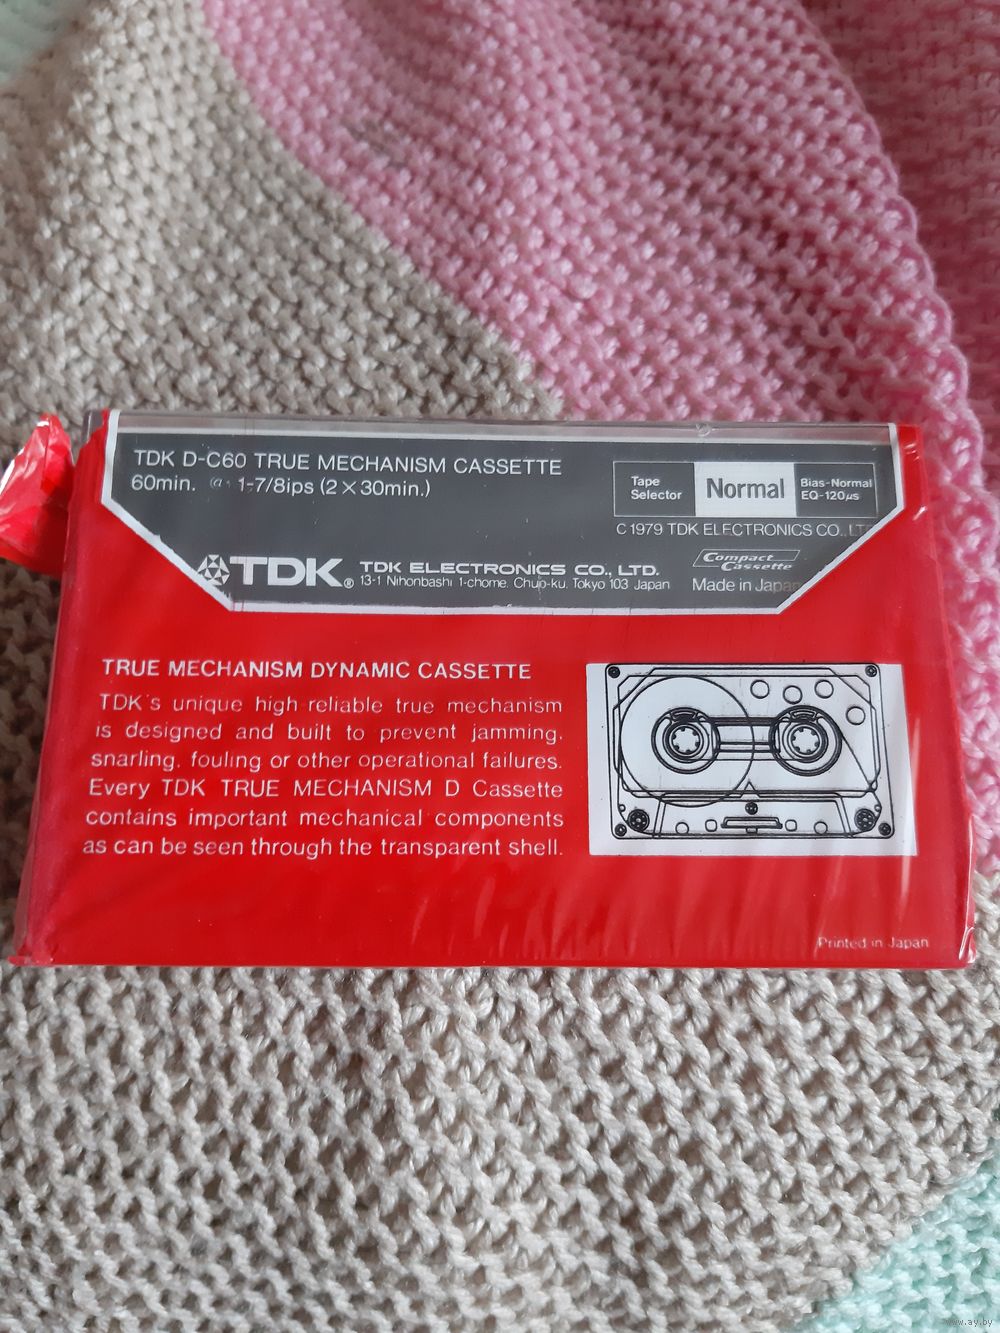 TDK D-C60 TRUE MECHANISM CASSETTE
60min. @ 1-7/8ips (2×30min.)
Tape
Selector
Normal
Bias-Normal
EQ-120µs
C 1979 TDK ELECTRONICS CO., LT
TDK®
TDK ELECTRONICS CO., LTD.
13-1 Nihonbashi 1-chome. Chuo-ku. Tokyo 103 Japan
Compact
Cassette
Made in Japan
TRUE MECHANISM DYNAMIC CASSETTE
TDK's unique high reliable true mechanism
is designed and built to prevent jamming,
snarling, fouling or other operational failures.
Every TDK TRUE MECHANISM D Cassette
contains important mechanical components
as can be seen through the transparent shell.
Printed in Japan
www.ay.by